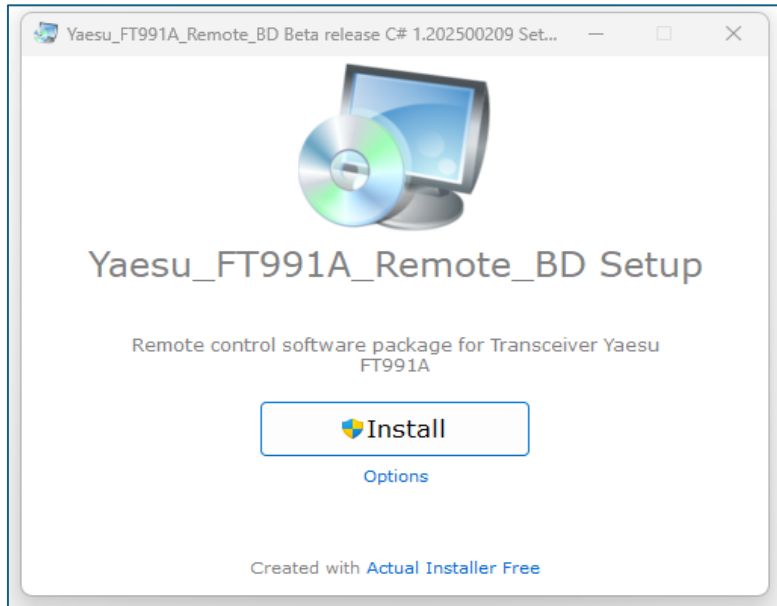 Yaesu_FT991A_Remote_BD Beta release C# 1.202500209 Set...
Yaesu_FT991A_Remote_BD Setup
Remote control software package for Transceiver Yaesu
FT991A
Install
Options
Created with Actual Installer Free